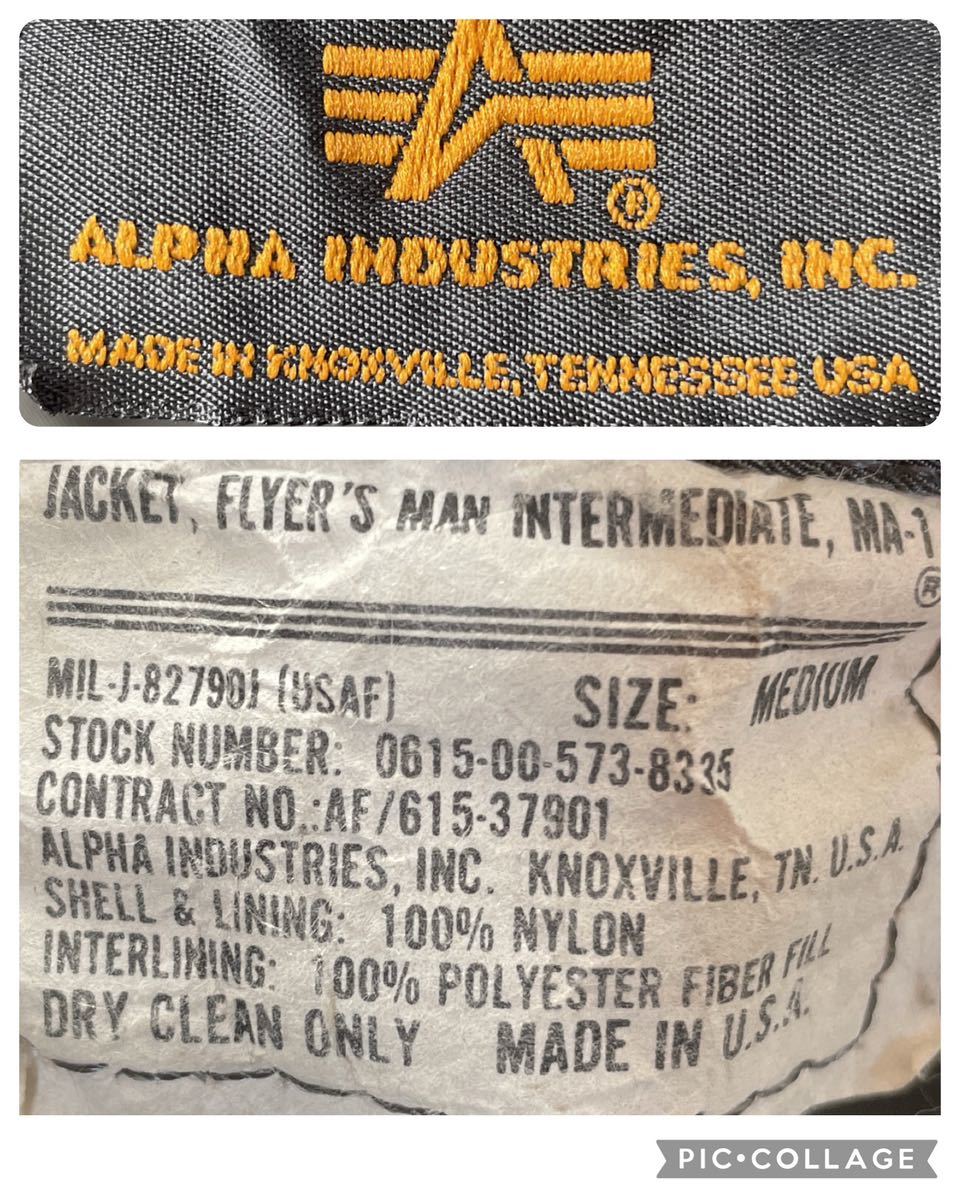 ®
ALPHA INDUSTRIES, INC.
MADE IN KNOXVILLE, TENNESSEE USA
JACKET, FLYER'S MAN INTERMEDIATE, MA-1
®
MIL-J-82790J (USAF) SIZE: MEDIUM
STOCK NUMBER: 0615-00-573-8335
CONTRACT NO.:AF/615-37901
ALPHA INDUSTRIES, INC. KNOXVILLE, TN. U.S.A.
SHELL & LINING: 100% NYLON
INTERLINING: 100% POLYESTER FIBER FILL
DRY CLEAN ONLY MADE IN U.S.A.
PIC•COLLAGE